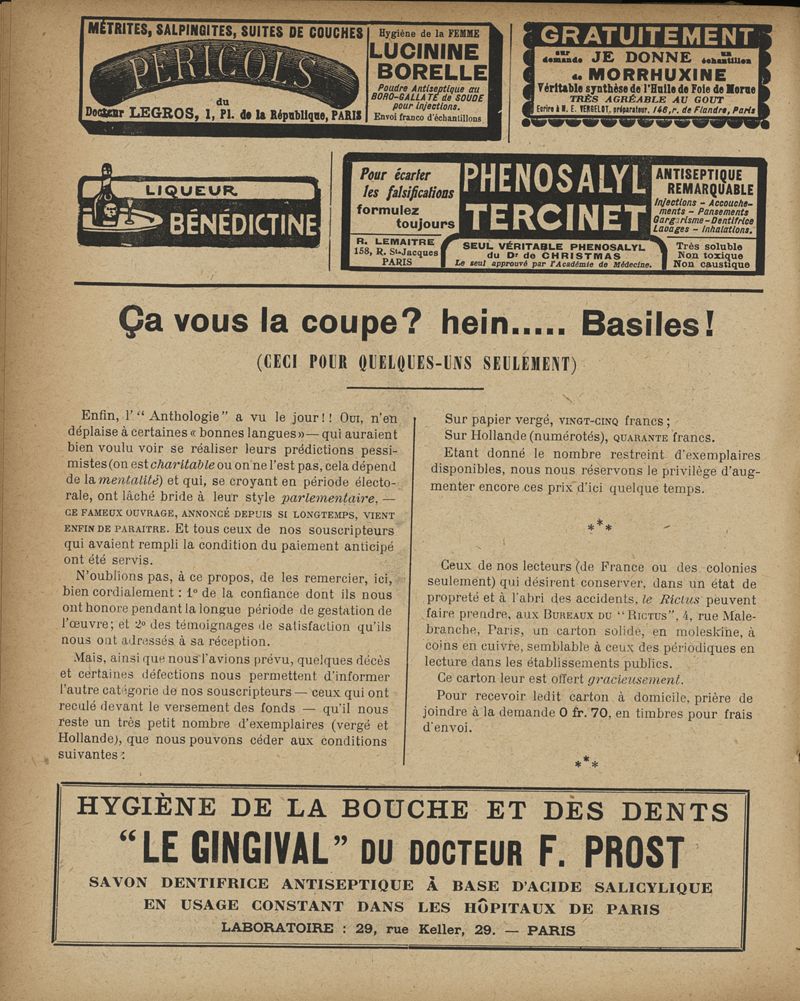 MÉTRITES, SALPINGITES, SUITES DE COUCHES
PÉRICOLS
du
Docteur LEGROS, 1, Pl. de la République, PARIS
Hygiène de la FEMME
LUCININE
BORELLE
Poudre Antiseptique au
BORO-GALLATE de SOUDE
pour injections.
Envoi franco d'échantillons
GRATUITEMENT
sur demande JE DONNE un échantillon
de MORRHUXINE
Véritable synthèse de l'Huile de Foie de Morue
TRÈS AGRÉABLE AU GOUT
Ecrire à M. E. VERGELOT, préparateur. 146, r. de Flandre, Paris
LIQUEUR
BÉNÉDICTINE
Pour écarter
les falsifications
formulez
toujours
R. LEMAITRE
158, R. St-Jacques
PARIS
PHENOSALYL
TERCINET
SEUL VÉRITABLE PHENOSALYL
du Dr de CHRISTMAS
Le seul approuvé par l'Académie de Médecine.
ANTISEPTIQUE
REMARQUABLE
Injections - Accouche-
ments - Pansements
Gargarisme - Dentifrice
Lavages - Inhalations.
Très soluble
Non toxique
Non caustique
Ça vous la coupe? hein..... Basiles!
(CECI POUR QUELQUES-UNS SEULEMENT)
Enfin, l' “ Anthologie ” a vu le jour!! OUI, n'en
déplaise à certaines « bonnes langues » — qui auraient
bien voulu voir se réaliser leurs prédictions pessi-
mistes (on est charitable ou on ne l'est pas, cela dépend
de la mentalité) et qui, se croyant en période électo-
rale, ont lâché bride à leur style parlementaire, —
CE FAMEUX OUVRAGE, ANNONCÉ DEPUIS SI LONGTEMPS, VIENT
ENFIN DE PARAITRE. Et tous ceux de nos souscripteurs
qui avaient rempli la condition du paiement anticipé
ont été servis.
N'oublions pas, à ce propos, de les remercier, ici,
bien cordialement : 1° de la confiance dont ils nous
ont honoré pendant la longue période de gestation de
l'œuvre; et 2° des témoignages de satisfaction qu'ils
nous ont adressés à sa réception.
Mais, ainsi que nous l'avions prévu, quelques décès
et certaines défections nous permettent d'informer
l'autre catégorie de nos souscripteurs — ceux qui ont
reculé devant le versement des fonds — qu'il nous
reste un très petit nombre d'exemplaires (vergé et
Hollande), que nous pouvons céder aux conditions
suivantes :
Sur papier vergé, VINGT-CINQ francs ;
Sur Hollande (numérotés), QUARANTE francs.
Etant donné le nombre restreint d'exemplaires
disponibles, nous nous réservons le privilège d'aug-
menter encore ces prix d'ici quelque temps.
***
Ceux de nos lecteurs (de France ou des colonies
seulement) qui désirent conserver, dans un état de
propreté et à l'abri des accidents, le Rictus peuvent
faire prendre, aux BUREAUX DU “RICTUS”, 4, rue Male-
branche, Paris, un carton solide, en moleskine, à
coins en cuivre, semblable à ceux des périodiques en
lecture dans les établissements publics.
Ce carton leur est offert gracieusement.
Pour recevoir ledit carton à domicile, prière de
joindre à la demande 0 fr. 70, en timbres pour frais
d'envoi.
***
HYGIÈNE DE LA BOUCHE ET DES DENTS
“LE GINGIVAL” DU DOCTEUR F. PROST
SAVON DENTIFRICE ANTISEPTIQUE À BASE D'ACIDE SALICYLIQUE
EN USAGE CONSTANT DANS LES HÔPITAUX DE PARIS
LABORATOIRE : 29, rue Keller, 29. — PARIS